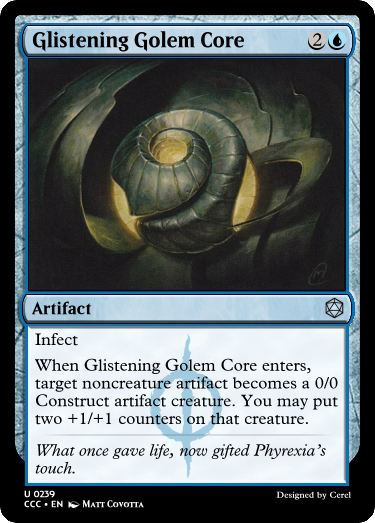 Glistening Golem Core 2
Artifact
Infect
When Glistening Golem Core enters,
target noncreature artifact becomes a 0/0
Construct artifact creature. You may put
two +1/+1 counters on that creature.
What once gave life, now gifted Phyrexia's
touch.
U 0239
CCC • EN Matt Covotta
Designed by Cerel